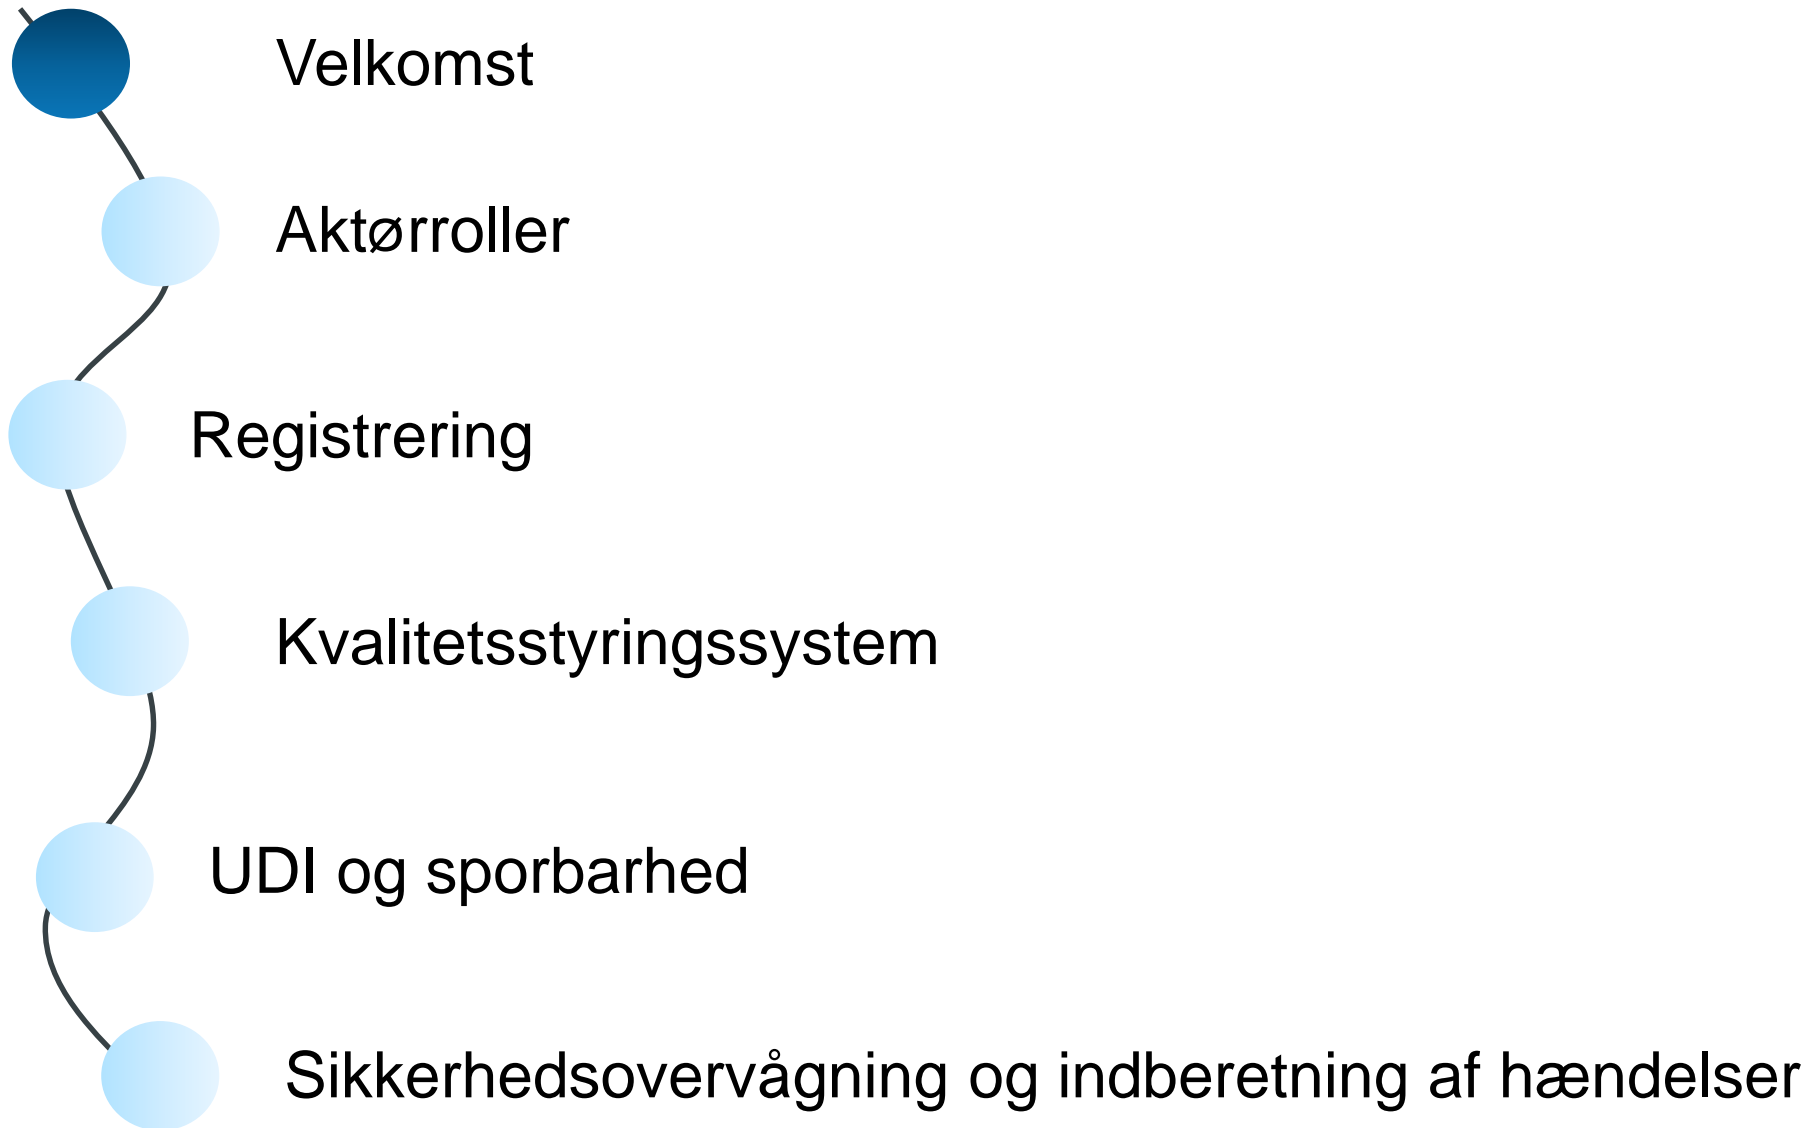 Velkomst
Aktørroller
Registrering
Kvalitetsstyringssystem
UDI og sporbarhed
Sikkerhedsovervågning og indberetning af hændelser